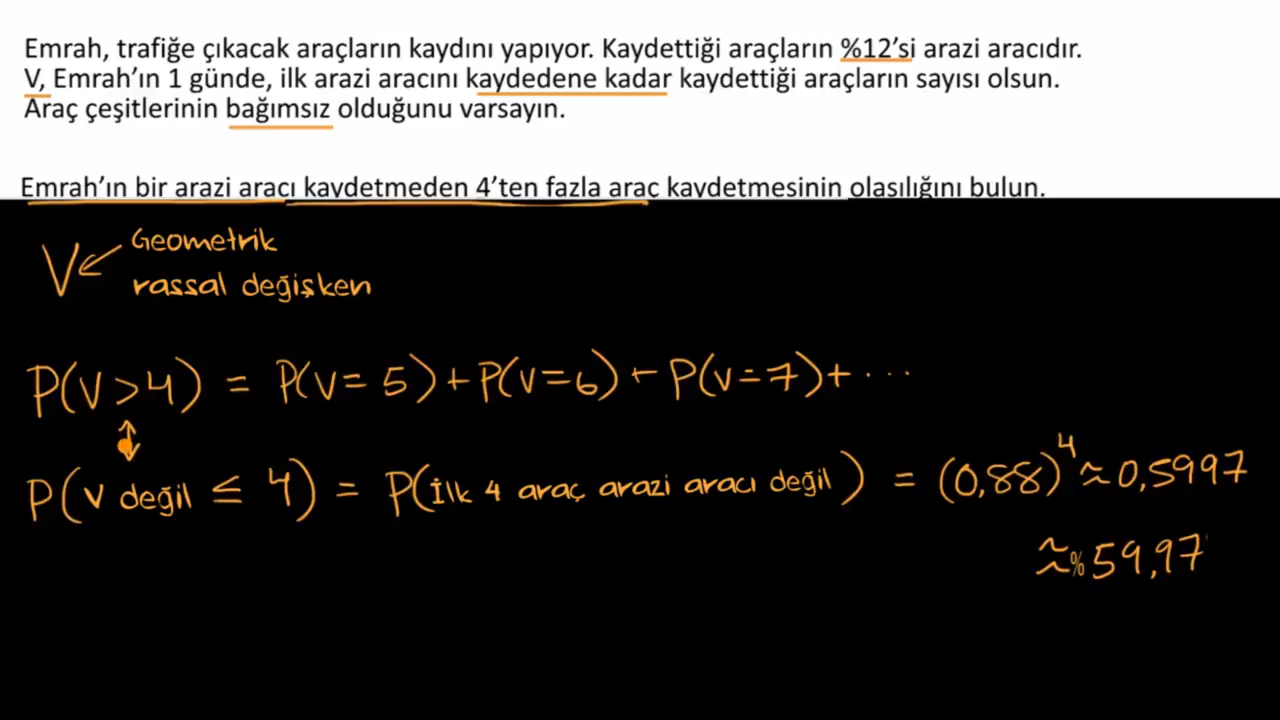 Emrah, trafiğe çıkacak araçların kaydını yapıyor. Kaydettiği araçların %12'si arazi aracıdır.
V, Emrah'ın 1 günde, ilk arazi aracını kaydedene kadar kaydettiği araçların sayısı olsun.
Araç çeşitlerinin bağımsız olduğunu varsayın.
Emrah'ın bir arazi aracı kaydetmeden 4'ten fazla araç kaydetmesinin olasılığını bulun.
V Geometrik
rassal değişken
P(V>4) = P(V=5)+P(V=6)+P(V=7)+...
P(V değil ≤ 4) = P(İlk 4 araç arazi aracı değil) = (0,88)^4 ≈ 0,5997
≈ %59,97